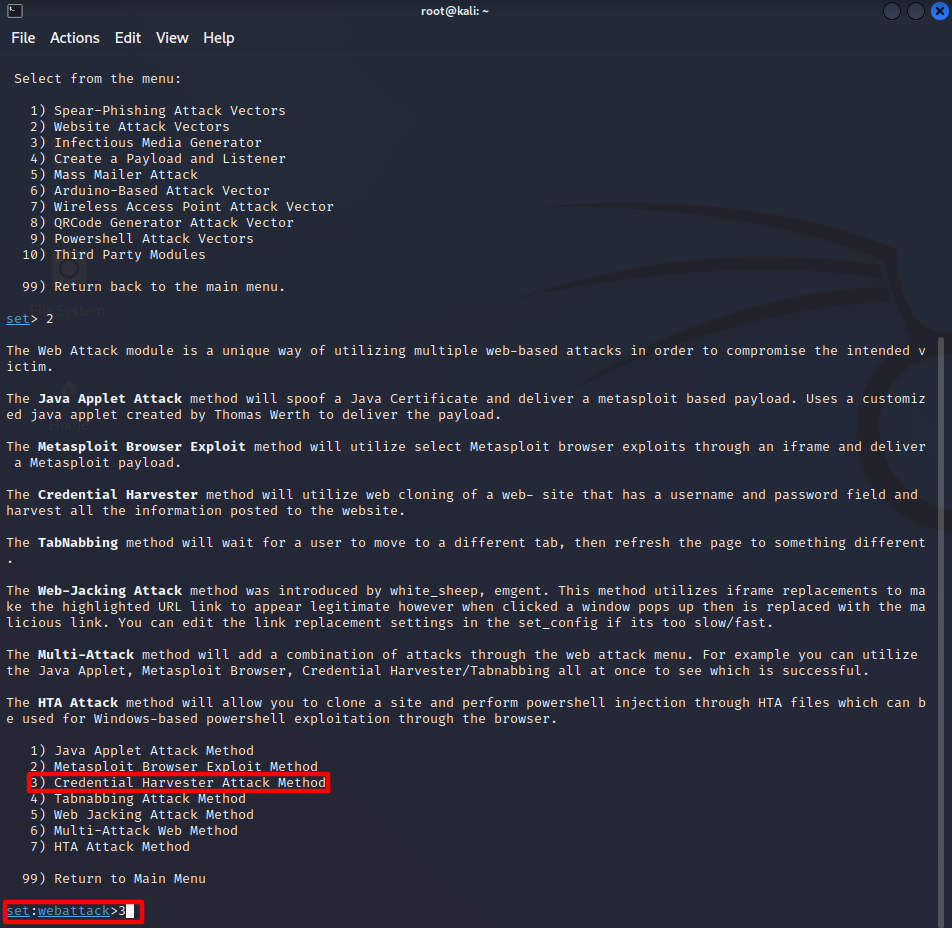 root@kali: ~
File Actions Edit View Help
Select from the menu:
1) Spear-Phishing Attack Vectors
2) Website Attack Vectors
3) Infectious Media Generator
4) Create a Payload and Listener
5) Mass Mailer Attack
6) Arduino-Based Attack Vector
7) Wireless Access Point Attack Vector
8) QRCode Generator Attack Vector
9) Powershell Attack Vectors
10) Third Party Modules
99) Return back to the main menu.
set> 2
The Web Attack module is a unique way of utilizing multiple web-based attacks in order to compromise the intended v
ictim.
The Java Applet Attack method will spoof a Java Certificate and deliver a metasploit based payload. Uses a customiz
ed java applet created by Thomas Werth to deliver the payload.
The Metasploit Browser Exploit method will utilize select Metasploit browser exploits through an iframe and deliver
a Metasploit payload.
The Credential Harvester method will utilize web cloning of a web- site that has a username and password field and
harvest all the information posted to the website.
The TabNabbing method will wait for a user to move to a different tab, then refresh the page to something different
.
The Web-Jacking Attack method was introduced by white_sheep, emgent. This method utilizes iframe replacements to ma
ke the highlighted URL link to appear legitimate however when clicked a window pops up then is replaced with the ma
licious link. You can edit the link replacement settings in the set_config if its too slow/fast.
The Multi-Attack method will add a combination of attacks through the web attack menu. For example you can utilize
the Java Applet, Metasploit Browser, Credential Harvester/Tabnabbing all at once to see which is successful.
The HTA Attack method will allow you to clone a site and perform powershell injection through HTA files which can b
e used for Windows-based powershell exploitation through the browser.
1) Java Applet Attack Method
2) Metasploit Browser Exploit Method
3) Credential Harvester Attack Method
4) Tabnabbing Attack Method
5) Web Jacking Attack Method
6) Multi-Attack Web Method
7) HTA Attack Method
99) Return to Main Menu
set:webattack>3